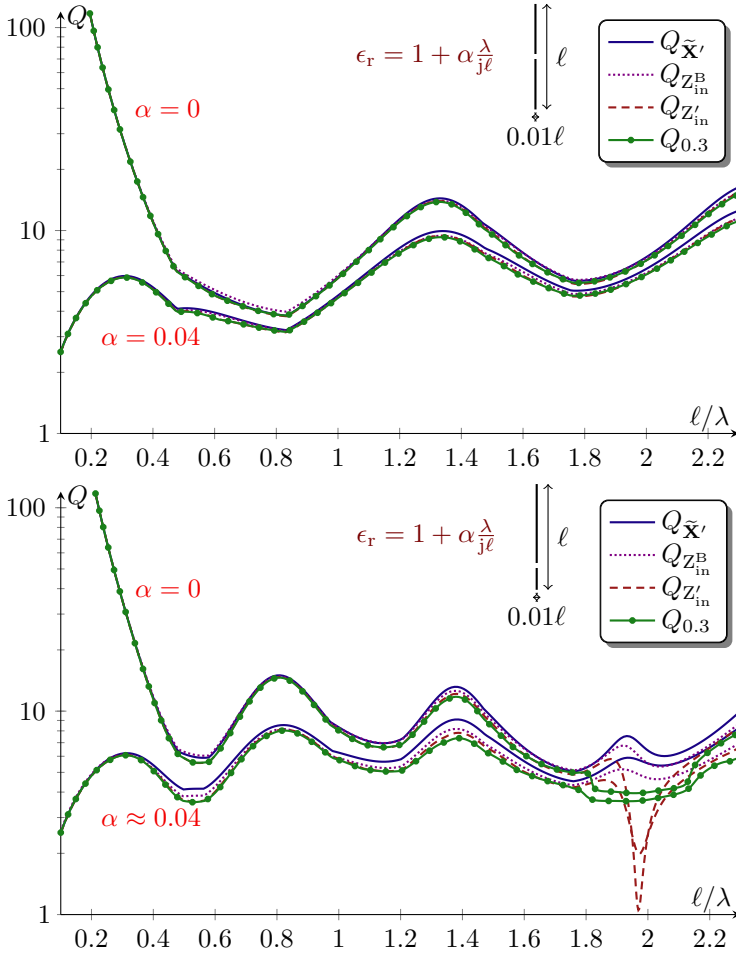 100
Q
ϵ_r = 1 + α λ/jℓ
ℓ
0.01ℓ
Q_X̃′
Q_Z_in^B
Q_Z′_in
Q_0.3
α = 0
10
α = 0.04
ℓ/λ
1
0.2 0.4 0.6 0.8 1 1.2 1.4 1.6 1.8 2 2.2
100
Q
ϵ_r = 1 + α λ/jℓ
ℓ
0.01ℓ
Q_X̃′
Q_Z_in^B
Q_Z′_in
Q_0.3
α = 0
10
α ≈ 0.04
ℓ/λ
1
0.2 0.4 0.6 0.8 1 1.2 1.4 1.6 1.8 2 2.2